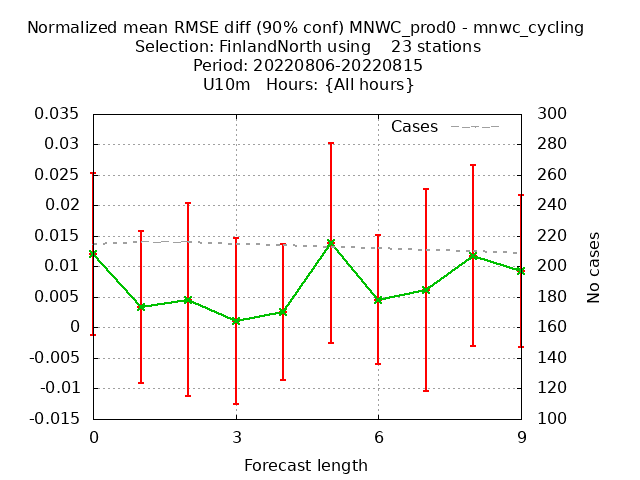 Normalized mean RMSE diff (90% conf) MNWC_prod0 - mnwc_cycling
Selection: FinlandNorth using    23 stations
Period: 20220806-20220815
U10m   Hours: {All hours}
Cases
0.035
0.03
0.025
0.02
0.015
0.01
0.005
0
-0.005
-0.01
-0.015
300
280
260
240
220
200
180
160
140
120
100
No cases
0 3 6 9
Forecast length